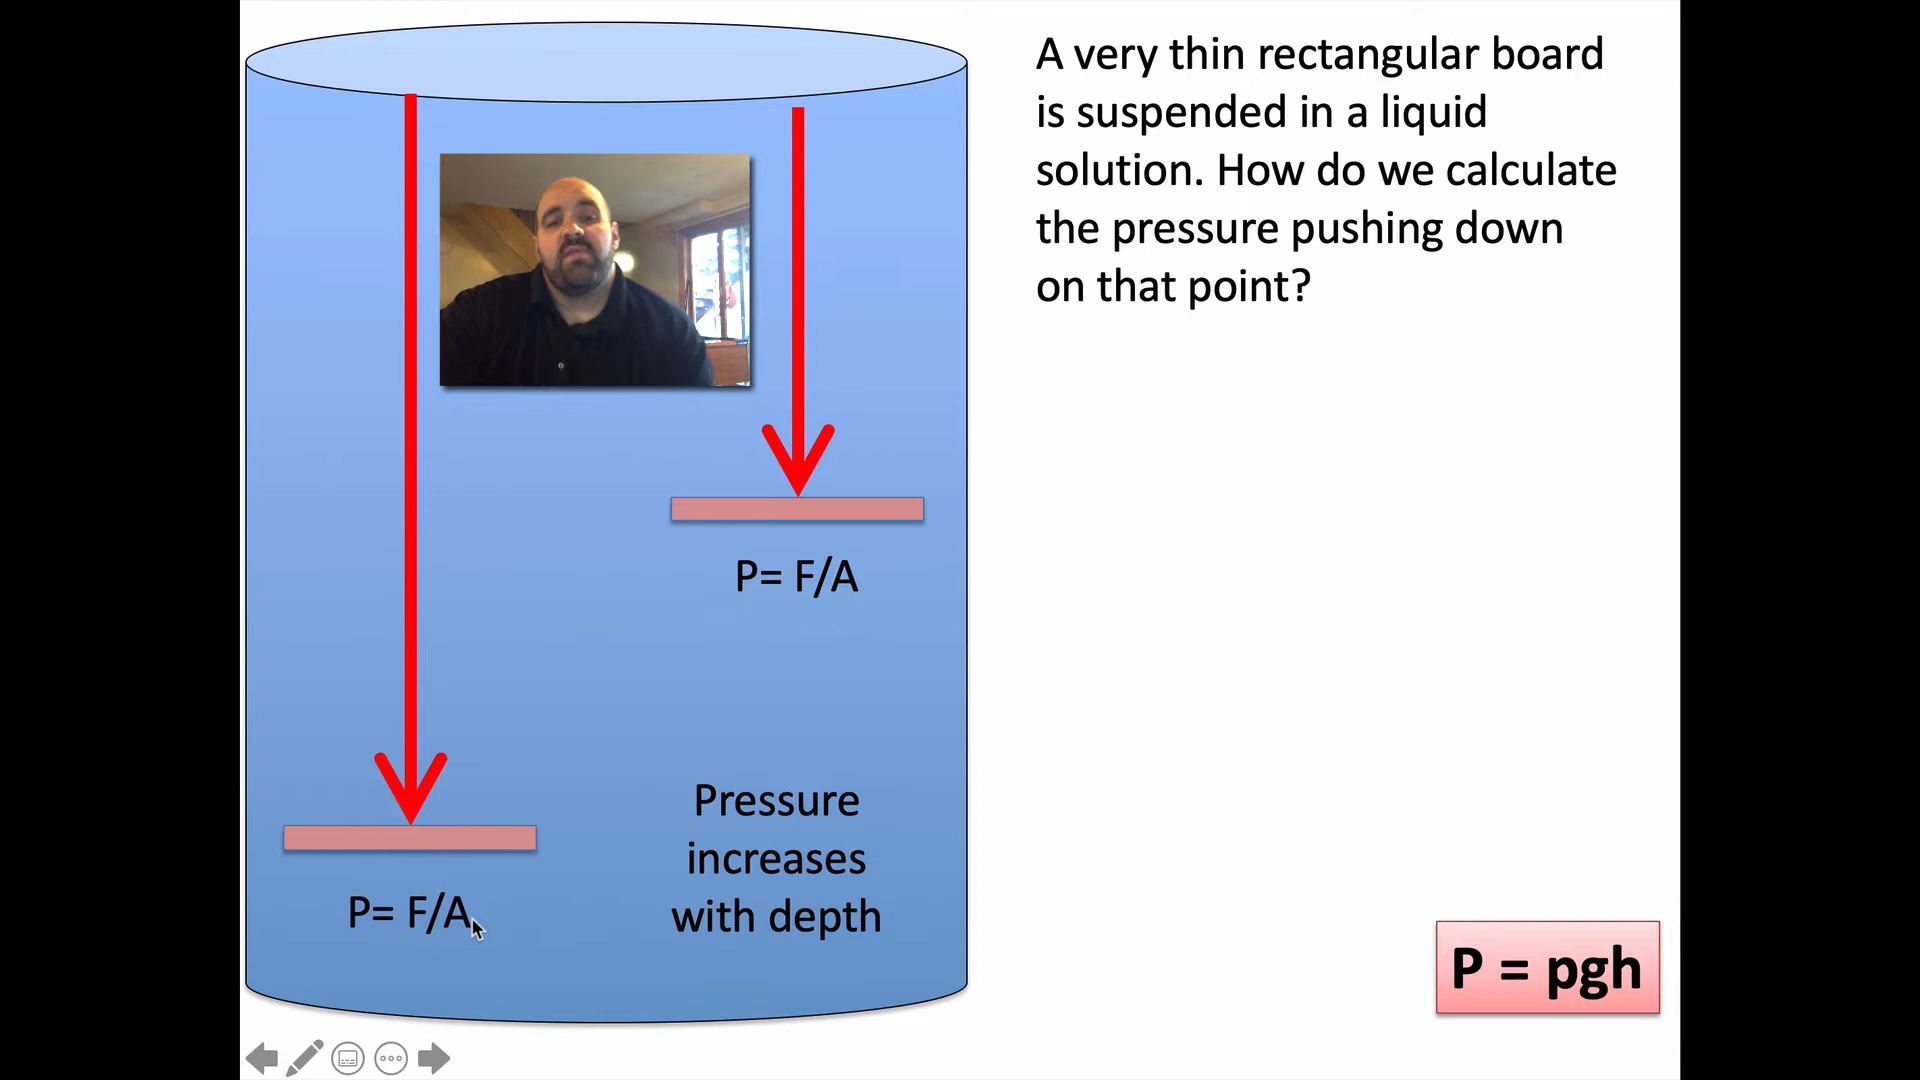 A very thin rectangular board
is suspended in a liquid
solution. How do we calculate
the pressure pushing down
on that point?
P= F/A
Pressure
increases
with depth
P= F/A
P = pgh